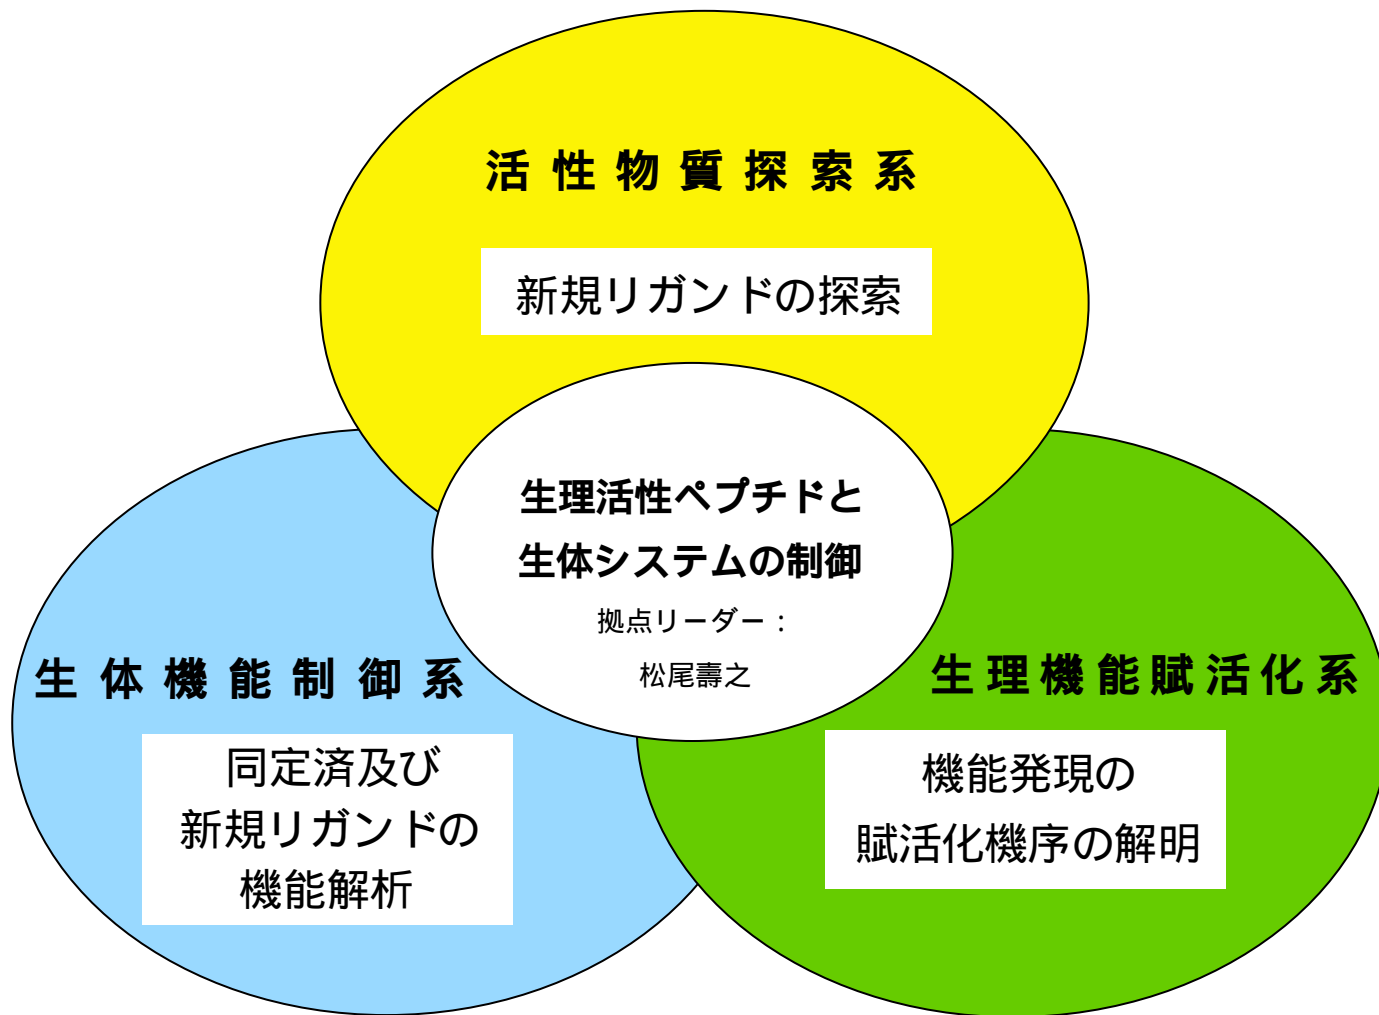 活性物質探索系
新規リガンドの探索
生理活性ペプチドと
生体システムの制御
拠点リーダー：
松尾壽之
生体機能制御系
同定済及び
新規リガンドの
機能解析
生理機能賦活化系
機能発現の
賦活化機序の解明